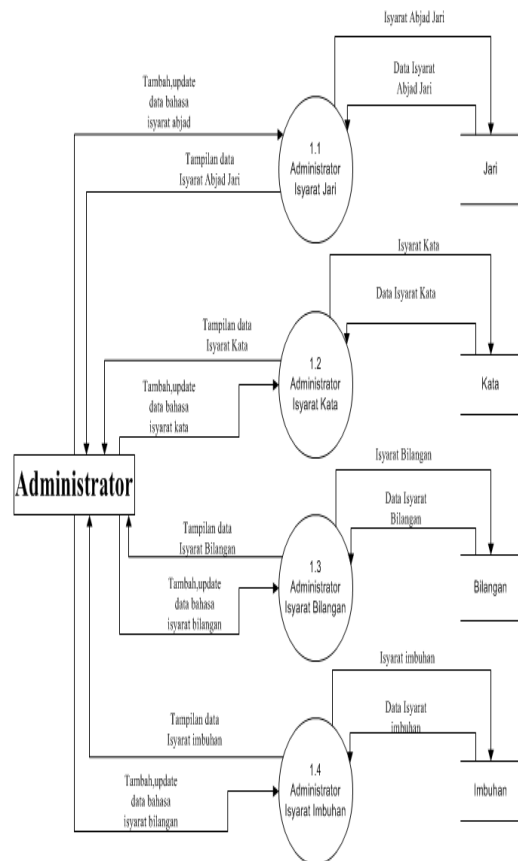 Isyarat Abjad Jari
Data Isyarat
Abjad Jari
Tambah,update
data bahasa
isyarat abjad
1.1
Administrator
Isyarat Jari
Jari
Tampilan data
Isyarat Abjad Jari
Isyarat Kata
Data Isyarat Kata
Tampilan data
Isyarat Kata
1.2
Administrator
Isyarat Kata
Kata
Tambah,update
data bahasa
isyarat kata
Administrator
Isyarat Bilangan
Data Isyarat
Bilangan
Tampilan data
Isyarat Bilangan
1.3
Administrator
Isyarat Bilangan
Bilangan
Tambah,update
data bahasa
isyarat bilangan
Isyarat imbuhan
Data Isyarat
imbuhan
Tampilan data
Isyarat imbuhan
1.4
Administrator
Isyarat Imbuhan
Imbuhan
Tambah,update
data bahasa
isyarat bilangan